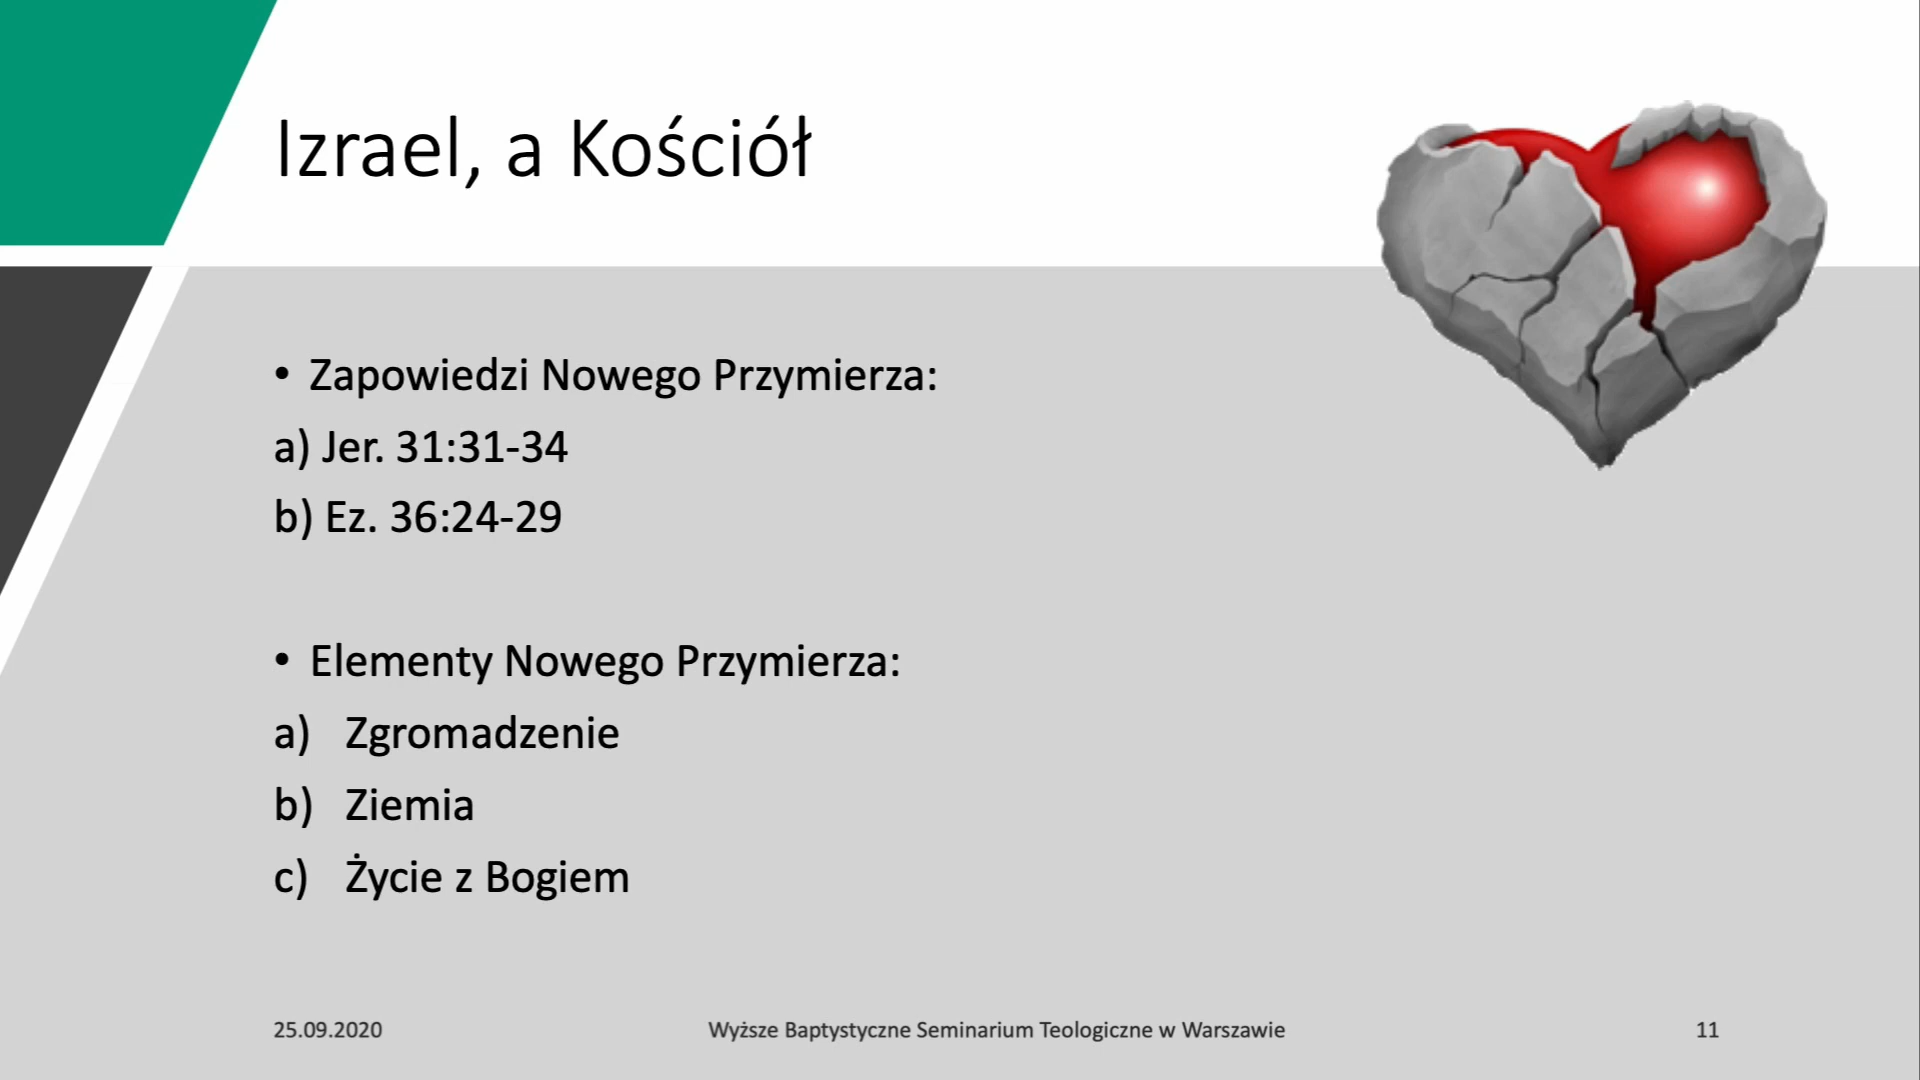 Izrael, a Kościół
• Zapowiedzi Nowego Przymierza:
a) Jer. 31:31-34
b) Ez. 36:24-29
• Elementy Nowego Przymierza:
a) Zgromadzenie
b) Ziemia
c) Życie z Bogiem
25.09.2020
Wyższe Baptystyczne Seminarium Teologiczne w Warszawie
11